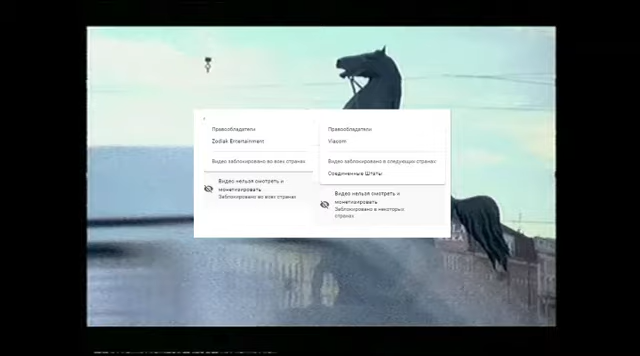 Правообладатели
Zodiak Entertainment
Видео заблокировано во всех странах
Видео нельзя смотреть и
монетизировать
Заблокировано во всех странах
Правообладатели
Viacom
Видео заблокировано в следующих странах
Соединенные Штаты
Видео нельзя смотреть и
монетизировать
Заблокировано в некоторых
странах